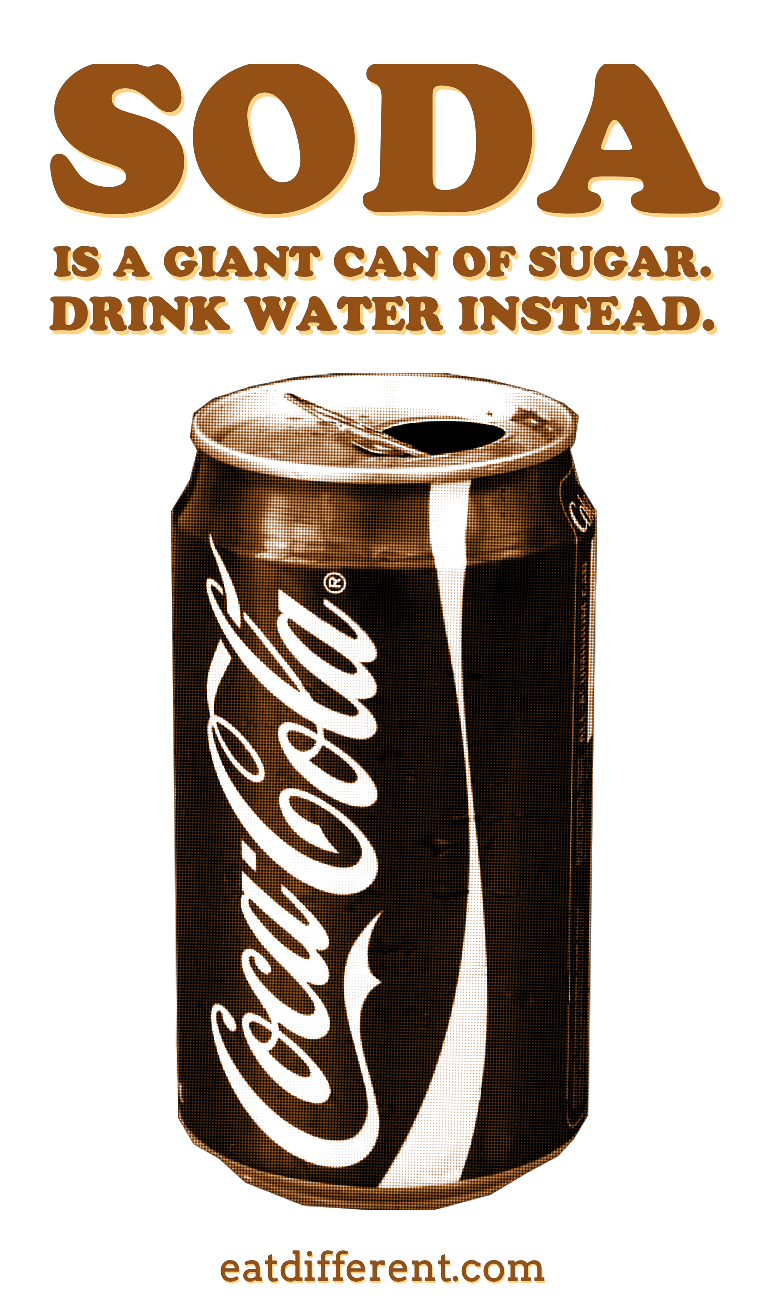 SODA
IS A GIANT CAN OF SUGAR.
DRINK WATER INSTEAD.
Coca-Cola®
eatdifferent.com